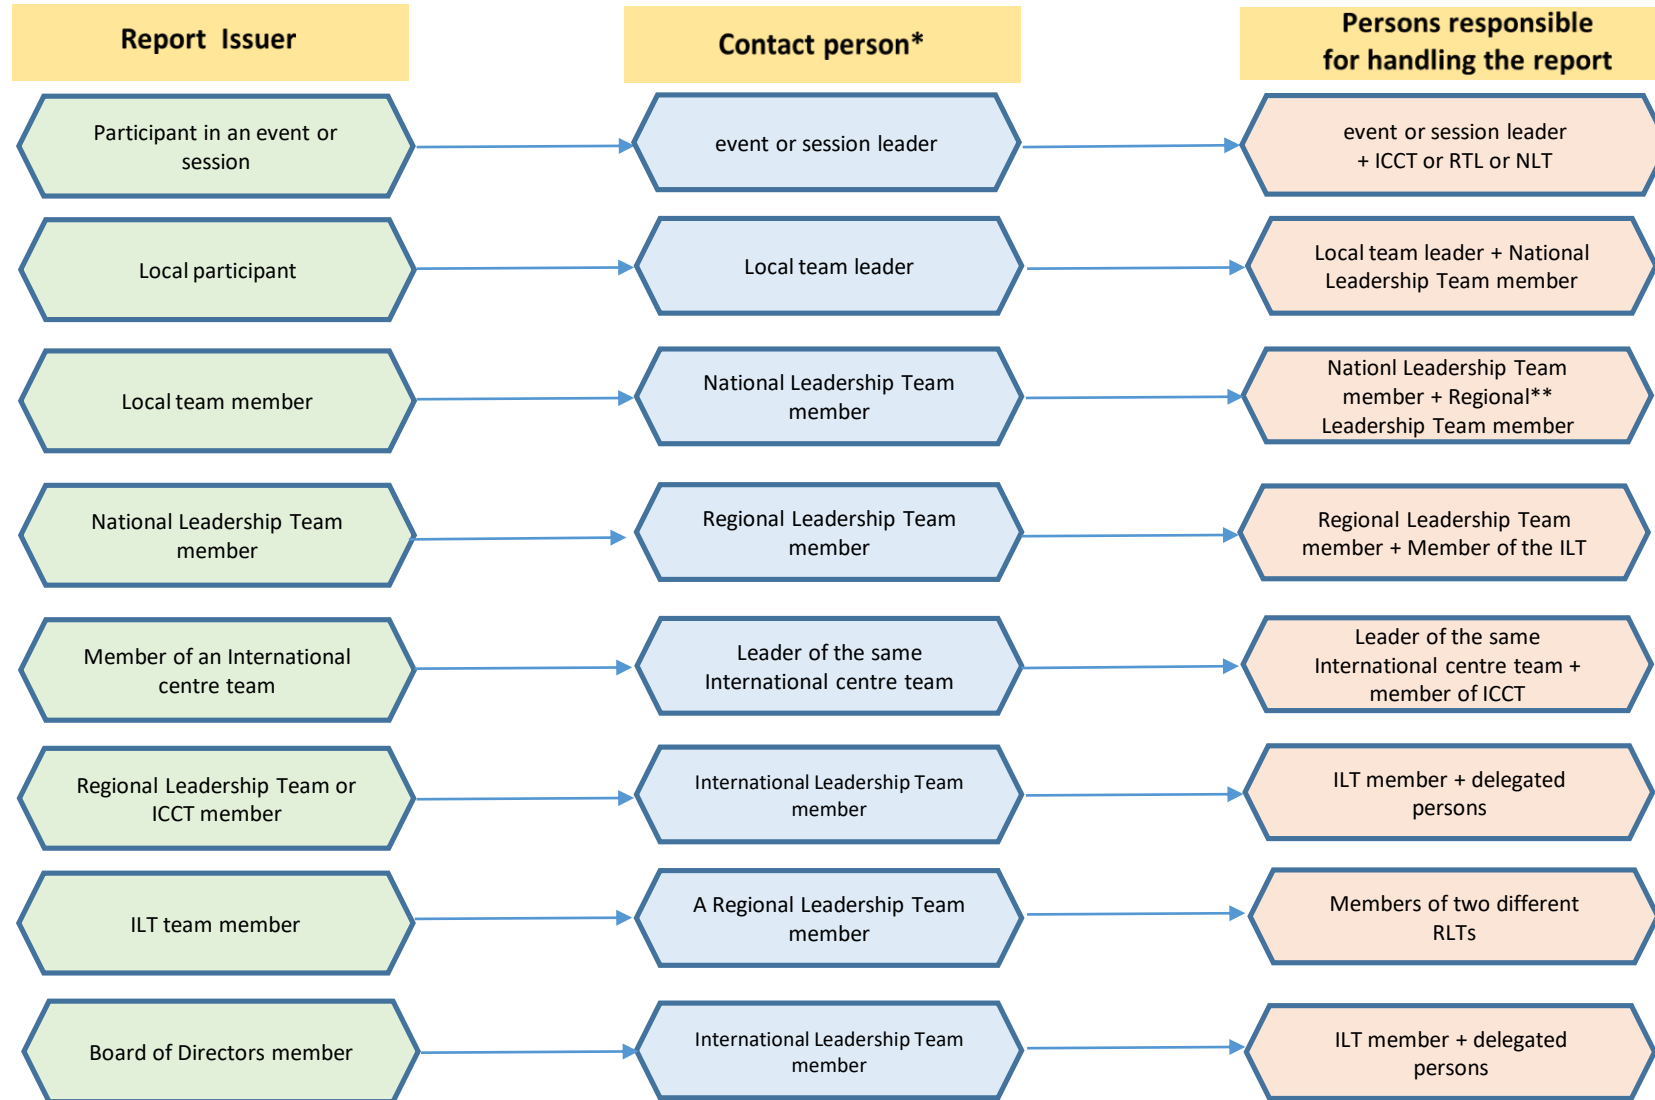 Report Issuer
Contact person*
Persons responsible
for handling the report
Participant in an event or
session
event or session leader
event or session leader
+ ICCT or RTL or NLT
Local participant
Local team leader
Local team leader + National
Leadership Team member
Local team member
National Leadership Team
member
Nationl Leadership Team
member + Regional**
Leadership Team member
National Leadership Team
member
Regional Leadership Team
member
Regional Leadership Team
member + Member of the ILT
Member of an International
centre team
Leader of the same
International centre team
Leader of the same
International centre team +
member of ICCT
Regional Leadership Team or
ICCT member
International Leadership Team
member
ILT member + delegated
persons
ILT team member
A Regional Leadership Team
member
Members of two different
RLTs
Board of Directors member
International Leadership Team
member
ILT member + delegated
persons